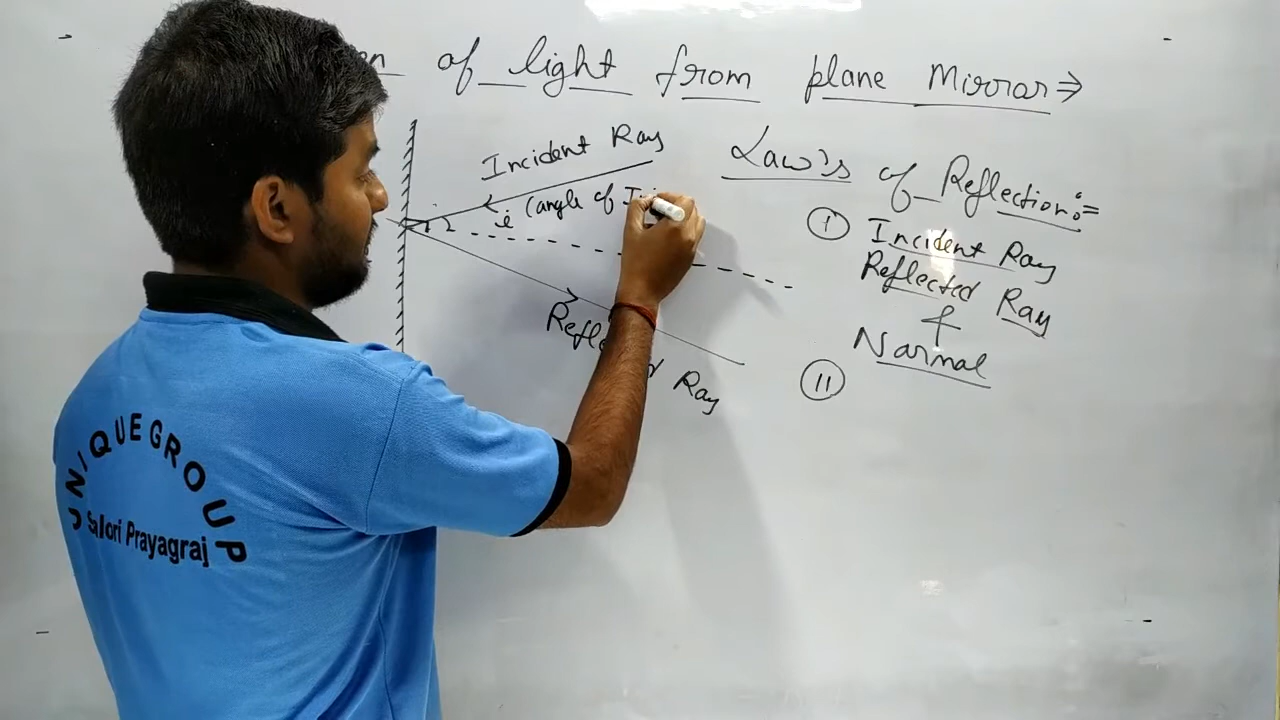 of light from plane Mirror⇒
Incident Ray
i (angle of
Reflected Ray
Law's of Reflection:=
(I) Incident Ray
Reflected Ray
&
Normal
(II)
UNIQUE GROUP
Salori Prayagraj